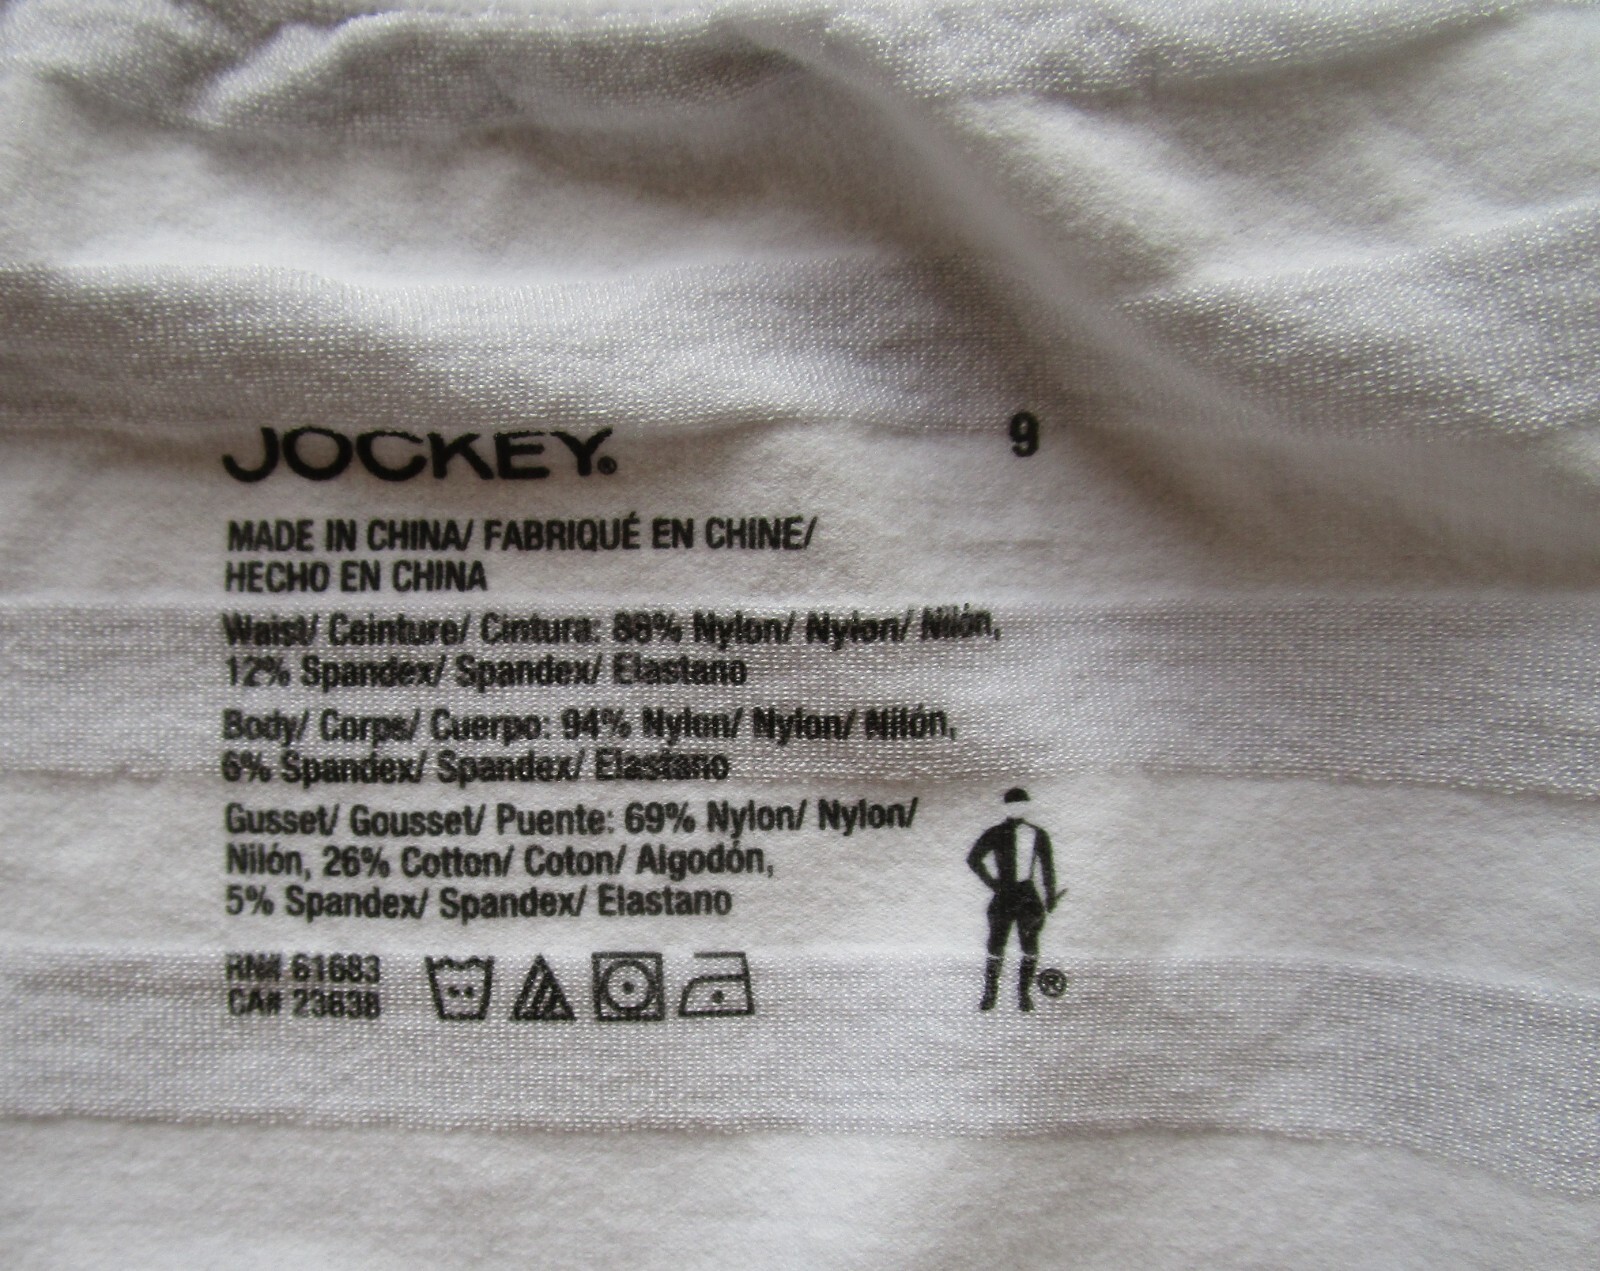 JOCKEY® 9
MADE IN CHINA/ FABRIQUÉ EN CHINE/
HECHO EN CHINA
Waist/ Ceinture/ Cintura: 88% Nylon/ Nylon/ Nilón,
12% Spandex/ Spandex/ Elastano
Body/ Corps/ Cuerpo: 94% Nylon/ Nylon/ Nilón,
6% Spandex/ Spandex/ Elastano
Gusset/ Gousset/ Puente: 69% Nylon/ Nylon/
Nilón, 26% Cotton/ Coton/ Algodón,
5% Spandex/ Spandex/ Elastano
RN# 61683
CA# 23638
®